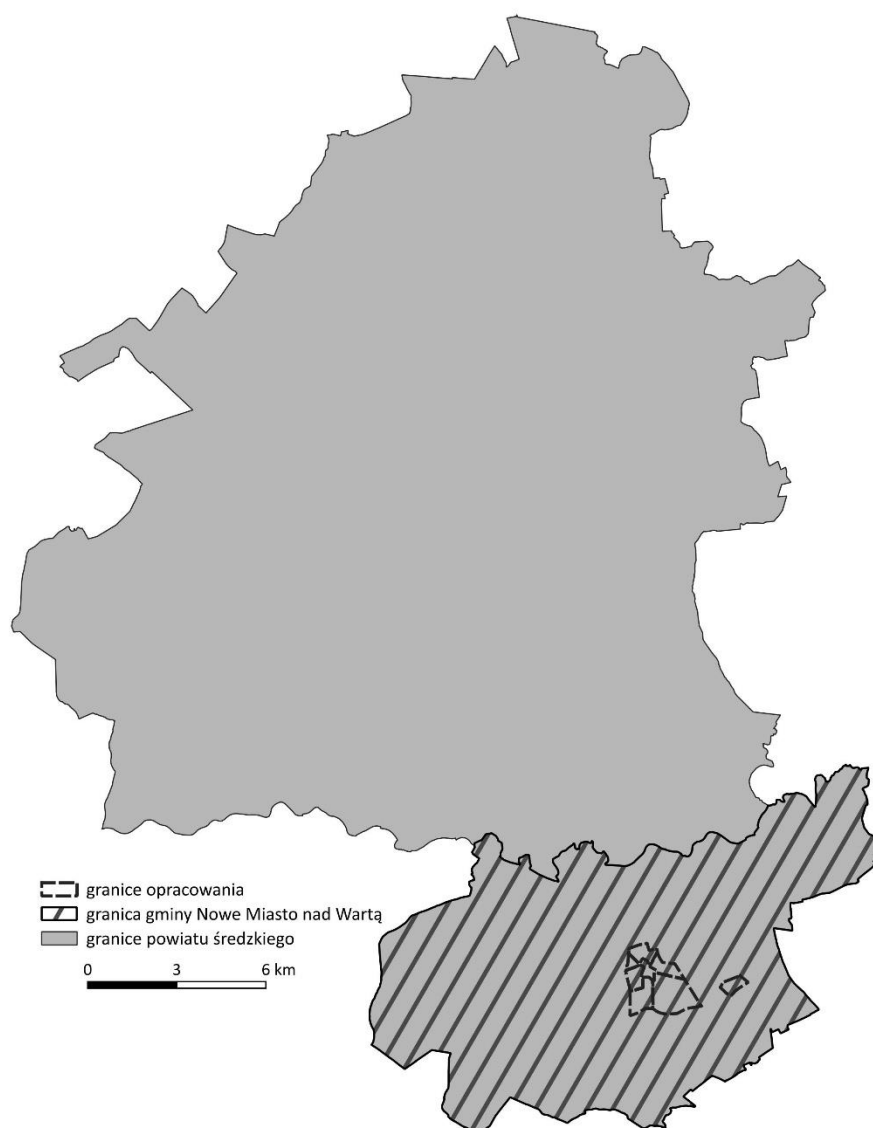 granice opracowania
granica gminy Nowe Miasto nad Wartą
granice powiatu średzkiego
0 3 6 km